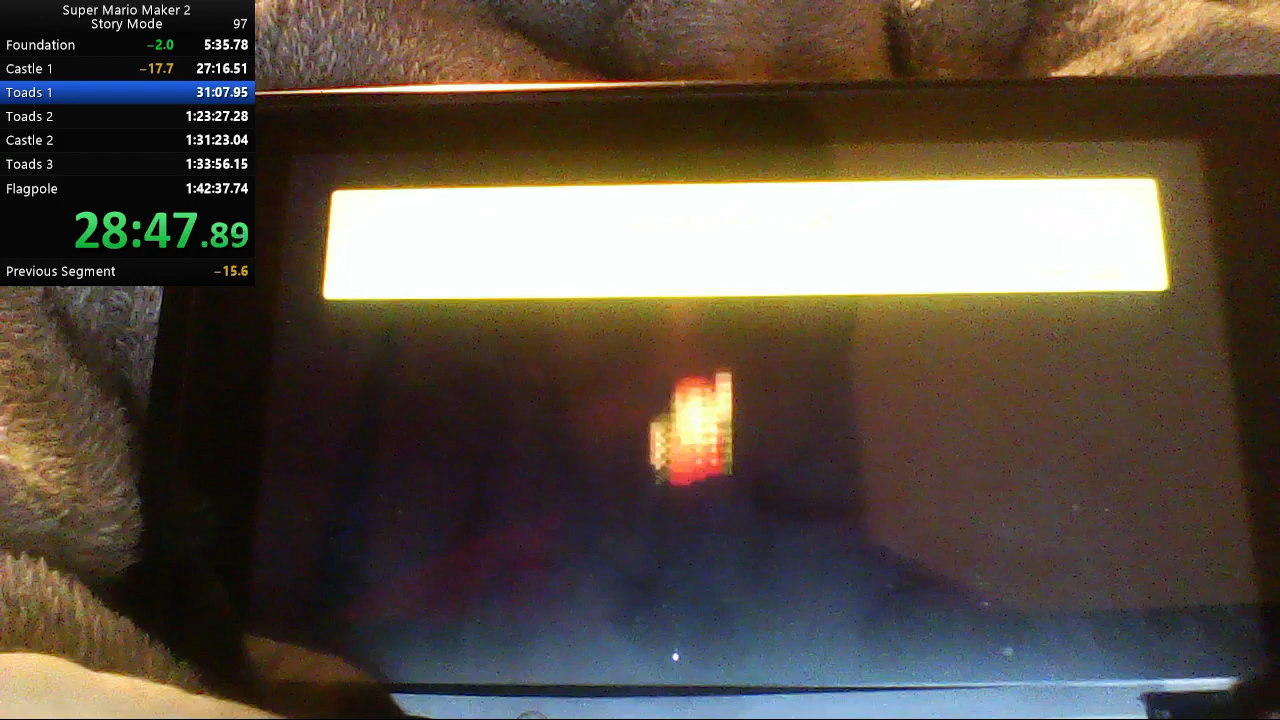 Super Mario Maker 2
Story Mode 97
Foundation −2.0 5:35.78
Castle 1 −17.7 27:16.51
Toads 1 31:07.95
Toads 2 1:23:27.28
Castle 2 1:31:23.04
Toads 3 1:33:56.15
Flagpole 1:42:37.74
28:47.89
Previous Segment −15.6